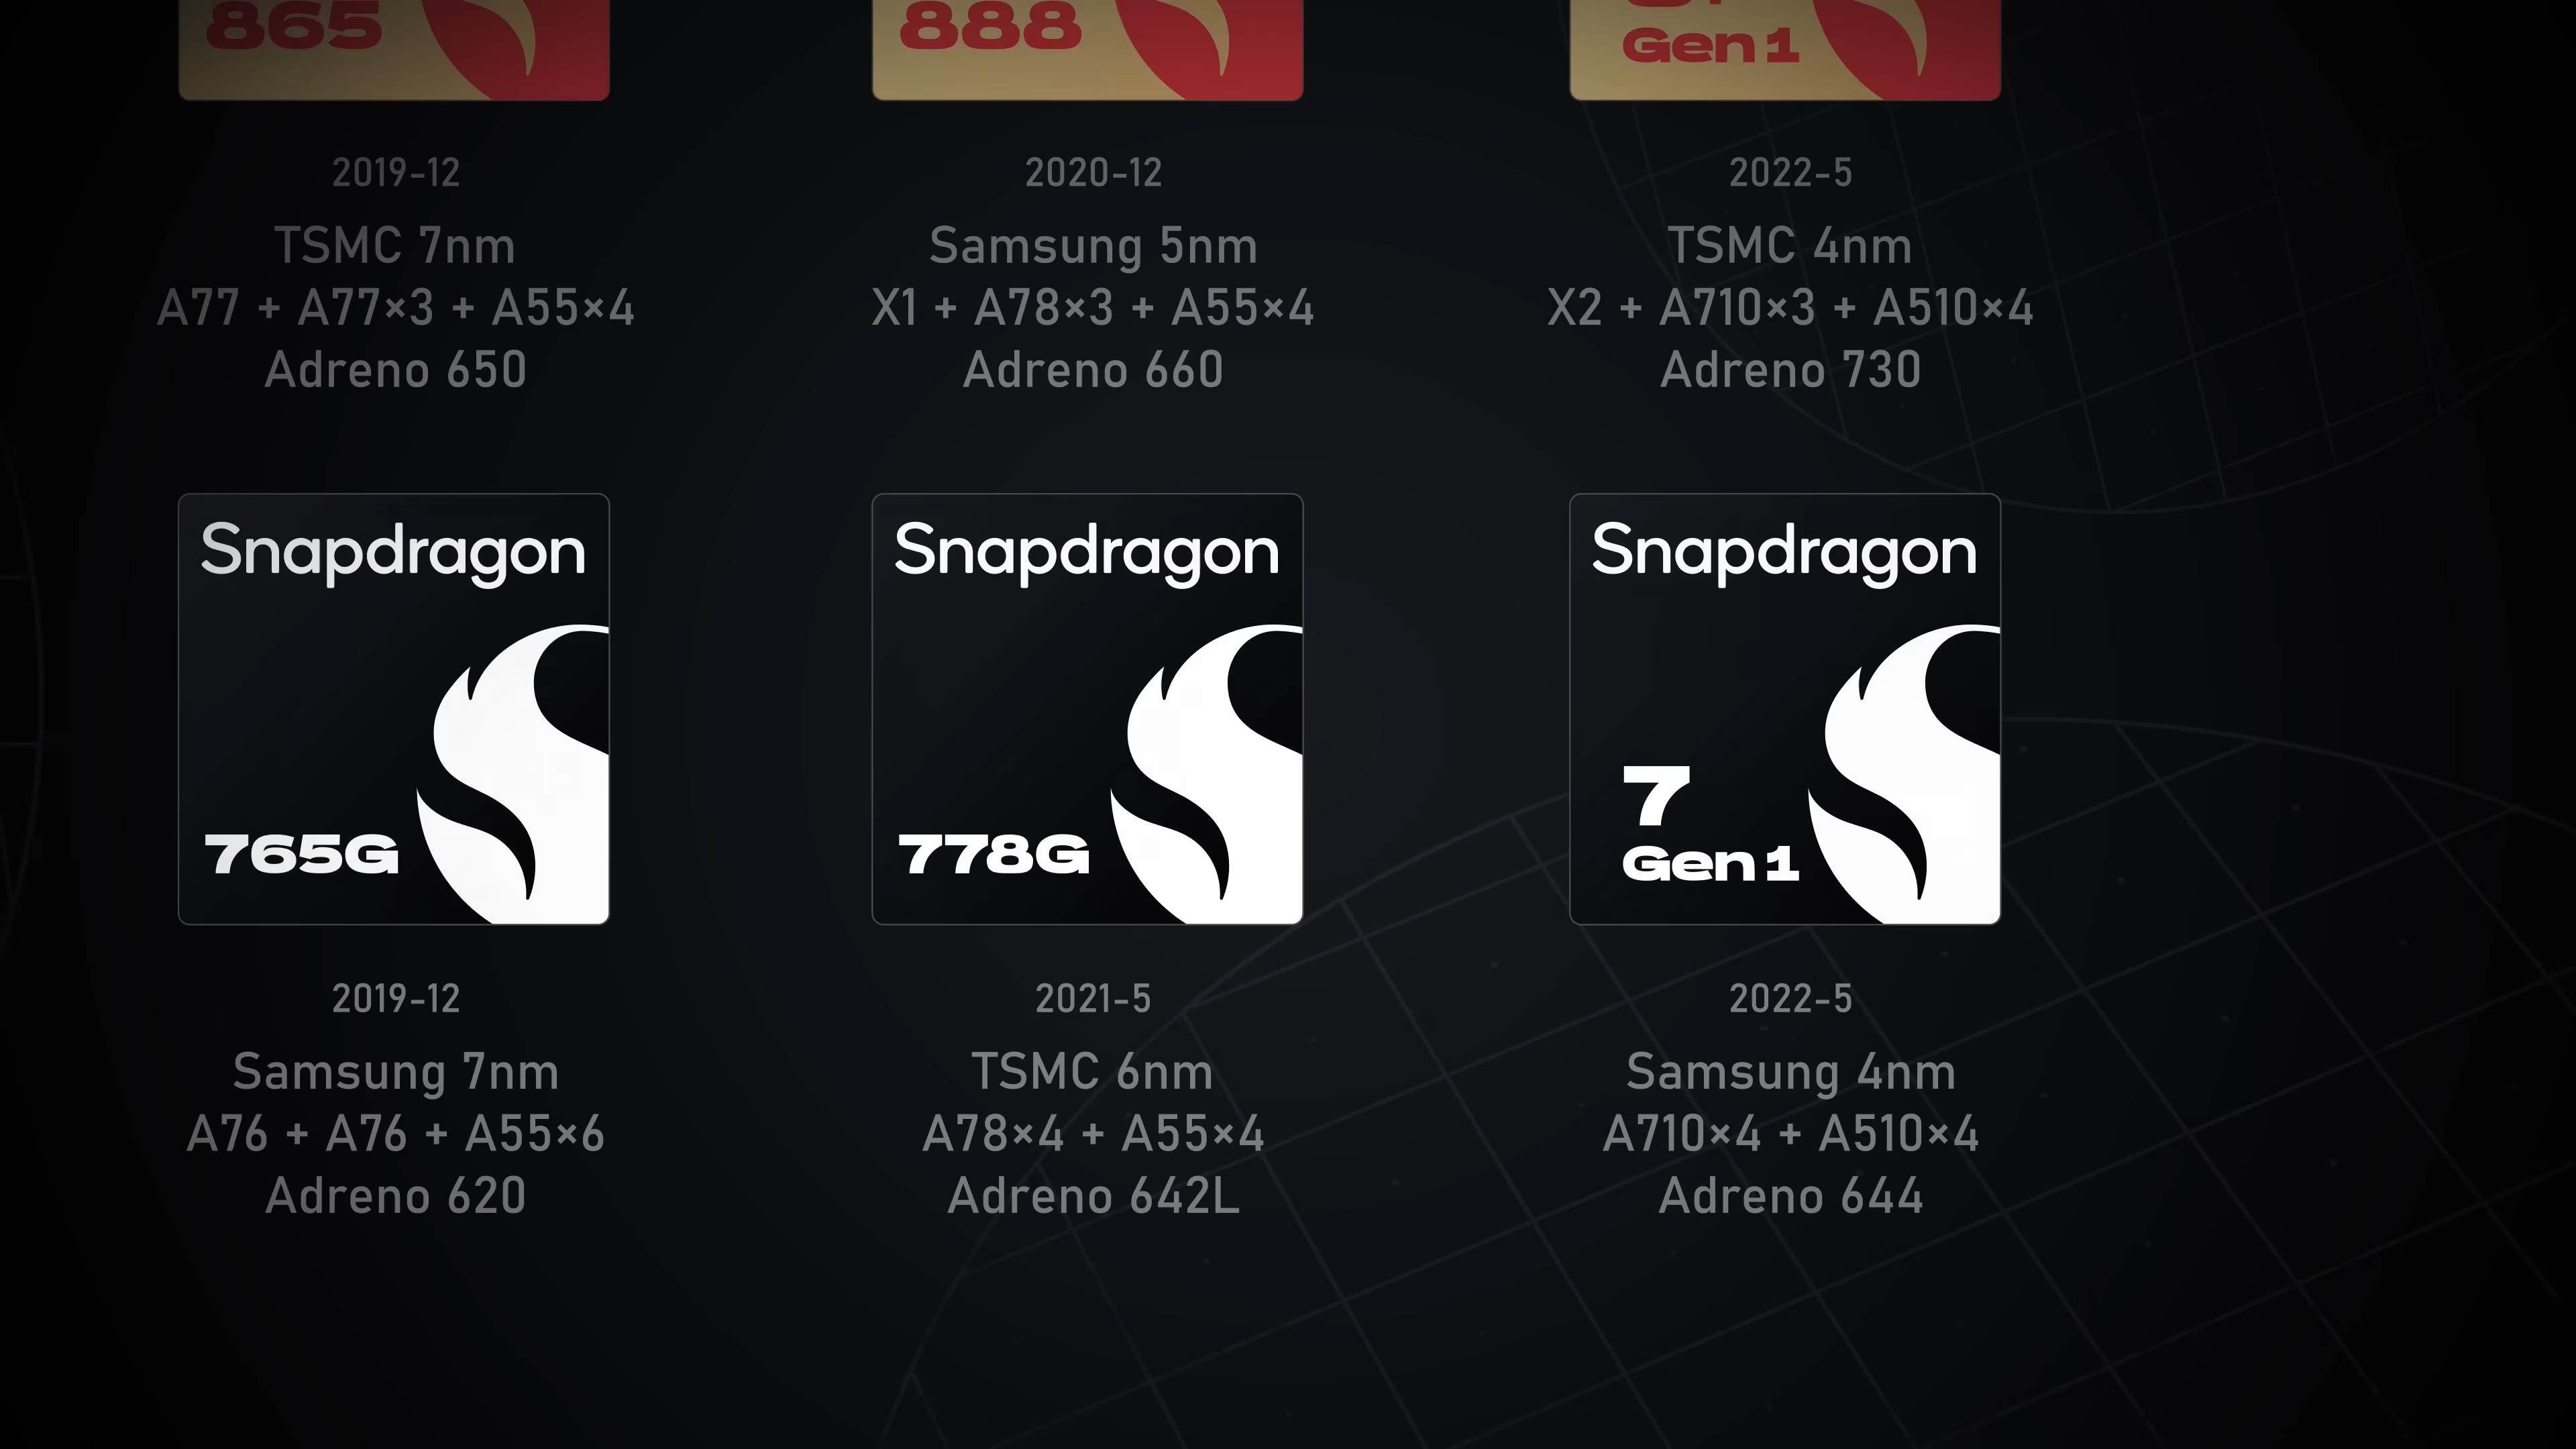 865
888
Gen 1
2019-12
2020-12
2022-5
TSMC 7nm
Samsung 5nm
TSMC 4nm
A77 + A77×3 + A55×4
X1 + A78×3 + A55×4
X2 + A710×3 + A510×4
Adreno 650
Adreno 660
Adreno 730
Snapdragon
765G
Snapdragon
778G
Snapdragon
7
Gen 1
2019-12
2021-5
2022-5
Samsung 7nm
TSMC 6nm
Samsung 4nm
A76 + A76 + A55×6
A78×4 + A55×4
A710×4 + A510×4
Adreno 620
Adreno 642L
Adreno 644